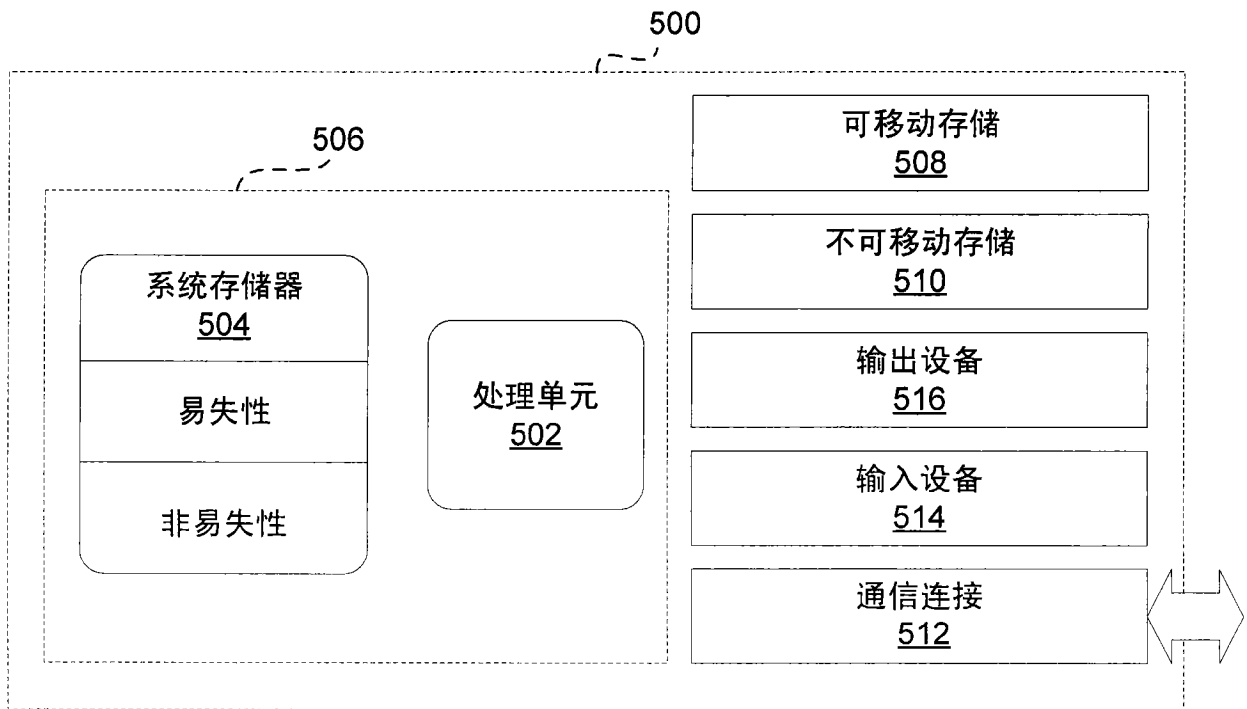 500
506
系统存储器
504
易失性
非易失性
处理单元
502
可移动存储
508
不可移动存储
510
输出设备
516
输入设备
514
通信连接
512